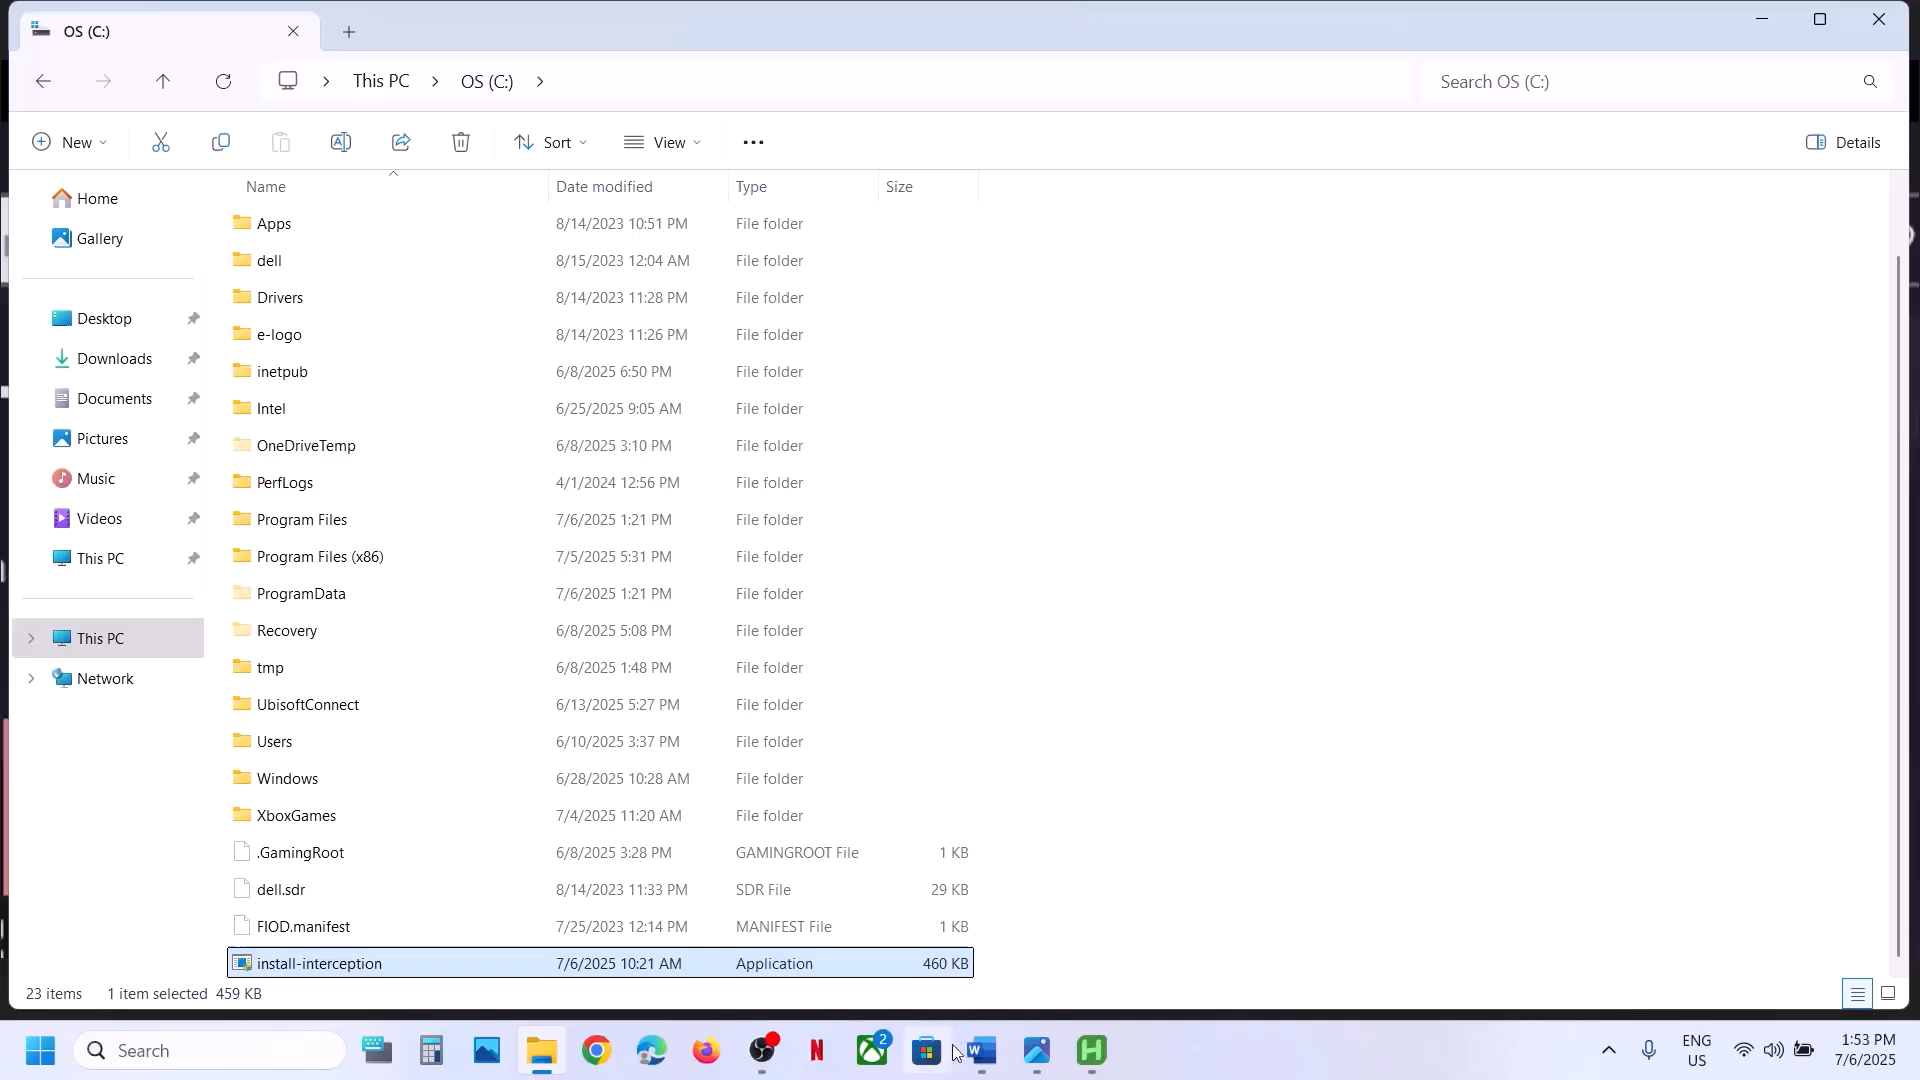 OS (C:)
This PC > OS (C:) >
Search OS (C:)
New
Sort
View
Details
Name Date modified Type Size
Home
Gallery
Desktop
Downloads
Documents
Pictures
Music
Videos
This PC
This PC
Network
Apps 8/14/2023 10:51 PM File folder
dell 8/15/2023 12:04 AM File folder
Drivers 8/14/2023 11:28 PM File folder
e-logo 8/14/2023 11:26 PM File folder
inetpub 6/8/2025 6:50 PM File folder
Intel 6/25/2025 9:05 AM File folder
OneDriveTemp 6/8/2025 3:10 PM File folder
PerfLogs 4/1/2024 12:56 PM File folder
Program Files 7/6/2025 1:21 PM File folder
Program Files (x86) 7/5/2025 5:31 PM File folder
ProgramData 7/6/2025 1:21 PM File folder
Recovery 6/8/2025 5:08 PM File folder
tmp 6/8/2025 1:48 PM File folder
UbisoftConnect 6/13/2025 5:27 PM File folder
Users 6/10/2025 3:37 PM File folder
Windows 6/28/2025 10:28 AM File folder
XboxGames 7/4/2025 11:20 AM File folder
.GamingRoot 6/8/2025 3:28 PM GAMINGROOT File 1 KB
dell.sdr 8/14/2023 11:33 PM SDR File 29 KB
FIOD.manifest 7/25/2023 12:14 PM MANIFEST File 1 KB
install-interception 7/6/2025 10:21 AM Application 460 KB
23 items 1 item selected 459 KB
Search
N
2
W
H
ENG
US
1:53 PM
7/6/2025